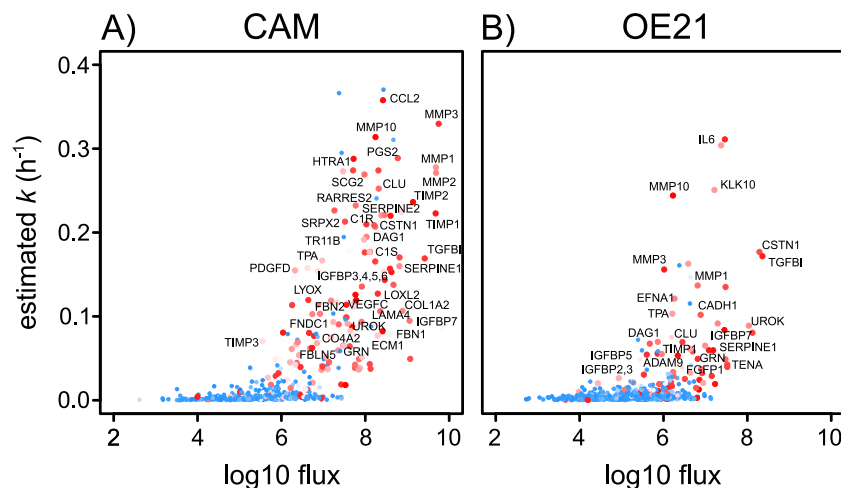 A) CAM
B) OE21
estimated k (h-1)
0.4
0.3
0.2
0.1
0.0
CCL2
MMP3
MMP10
PGS2
HTRA1
MMP1
SCG2
CLU
MMP2
RARRES2
TIMP2
SERPINE2
SRPX2
C1R
CSTN1
TIMP1
TR11B
DAG1
TPA
C1S
TGFBI
PDGFD
SERPINE1
IGFBP3,4,5,6
LYOX
LOXL2
FBN2
VEGFC
COL1A2
LAMA4
FNDC1
UROK
IGFBP7
TIMP3
CO4A2
FBN1
ECM1
FBLN5
GRN
2 4 6 8 10
log10 flux
estimated k (h-1)
IL6
MMP10
KLK10
CSTN1
MMP3
TGFBI
MMP1
EFNA1
TPA
CADH1
UROK
DAG1
CLU
IGFBP7
TIMP1
SERPINE1
IGFBP5
ADAM9
GRN
IGFBP2,3
FGFP1
TENA
2 4 6 8 10
log10 flux